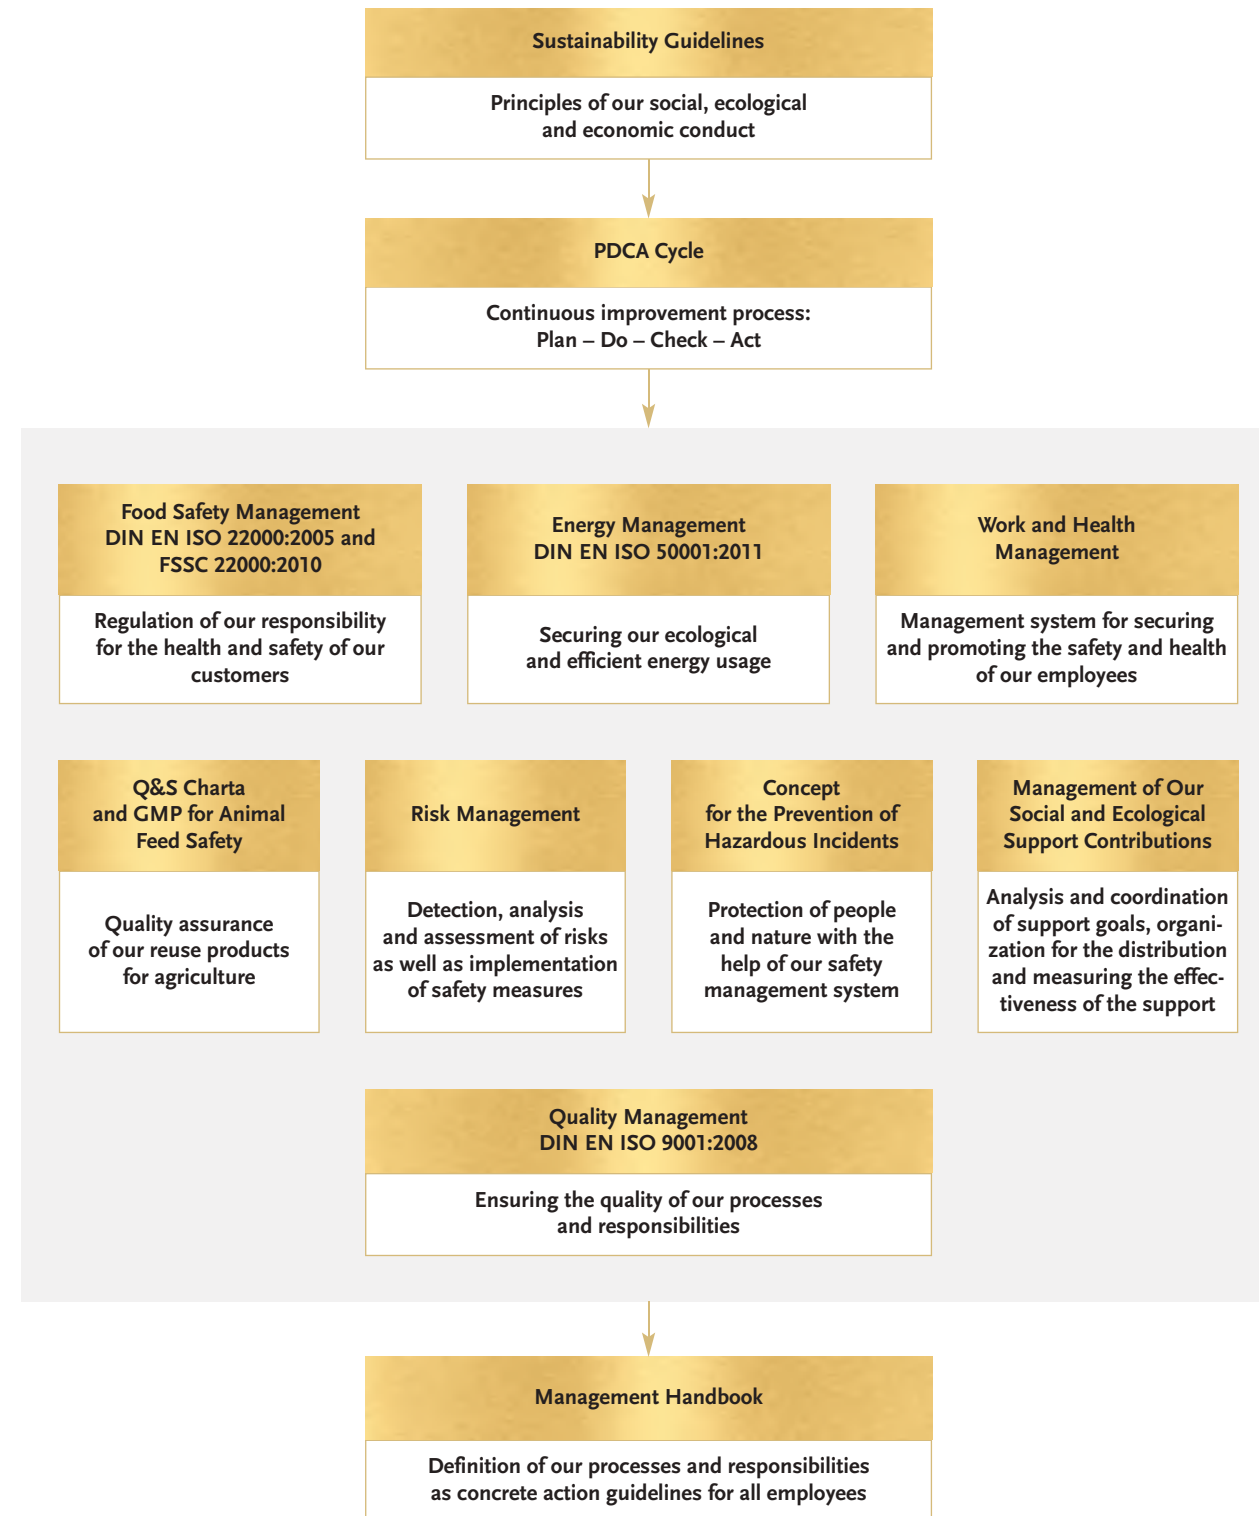 Sustainability Guidelines
Principles of our social, ecological
and economic conduct
PDCA Cycle
Continuous improvement process:
Plan – Do – Check – Act
Food Safety Management
DIN EN ISO 22000:2005 and
FSSC 22000:2010
Regulation of our responsibility
for the health and safety of our
customers
Energy Management
DIN EN ISO 50001:2011
Securing our ecological
and efficient energy usage
Work and Health
Management
Management system for securing
and promoting the safety and health
of our employees
Q&S Charta
and GMP for Animal
Feed Safety
Quality assurance
of our reuse products
for agriculture
Risk Management
Detection, analysis
and assessment of risks
as well as implementation
of safety measures
Concept
for the Prevention of
Hazardous Incidents
Protection of people
and nature with the
help of our safety
management system
Management of Our
Social and Ecological
Support Contributions
Analysis and coordination
of support goals, organi-
zation for the distribution
and measuring the effec-
tiveness of the support
Quality Management
DIN EN ISO 9001:2008
Ensuring the quality of our processes
and responsibilities
Management Handbook
Definition of our processes and responsibilities
as concrete action guidelines for all employees